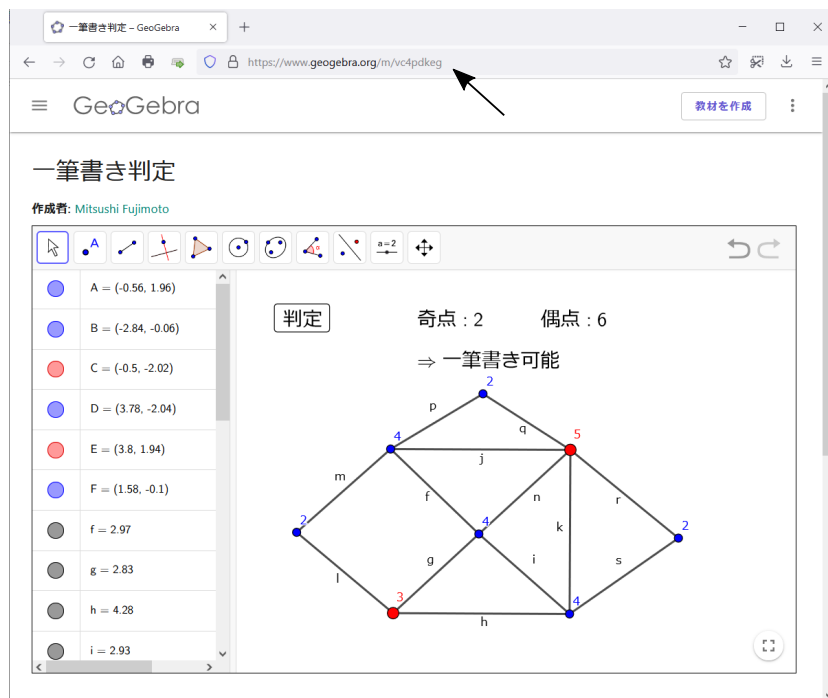 一筆書き判定 – GeoGebra
https://www.geogebra.org/m/vc4pdkeg
GeoGebra
教材を作成
一筆書き判定
作成者: Mitsushi Fujimoto
A
α
a=2
A = (-0.56, 1.96)
B = (-2.84, -0.06)
C = (-0.5, -2.02)
D = (3.78, -2.04)
E = (3.8, 1.94)
F = (1.58, -0.1)
f = 2.97
g = 2.83
h = 4.28
i = 2.93
判定 奇点 : 2 偶点 : 6
⇒ 一筆書き可能
2
p
q
4
5
j
m
f
n
r
2
4
k
2
g
i
s
l
3
4
h